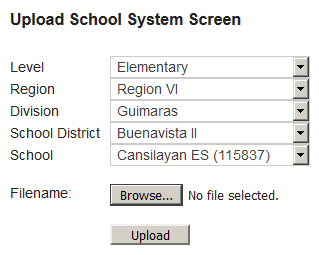 Upload School System Screen
Level Elementary
Region Region VI
Division Guimaras
School District Buenavista II
School Cansilayan ES (115837)
Filename: Browse... No file selected.
Upload